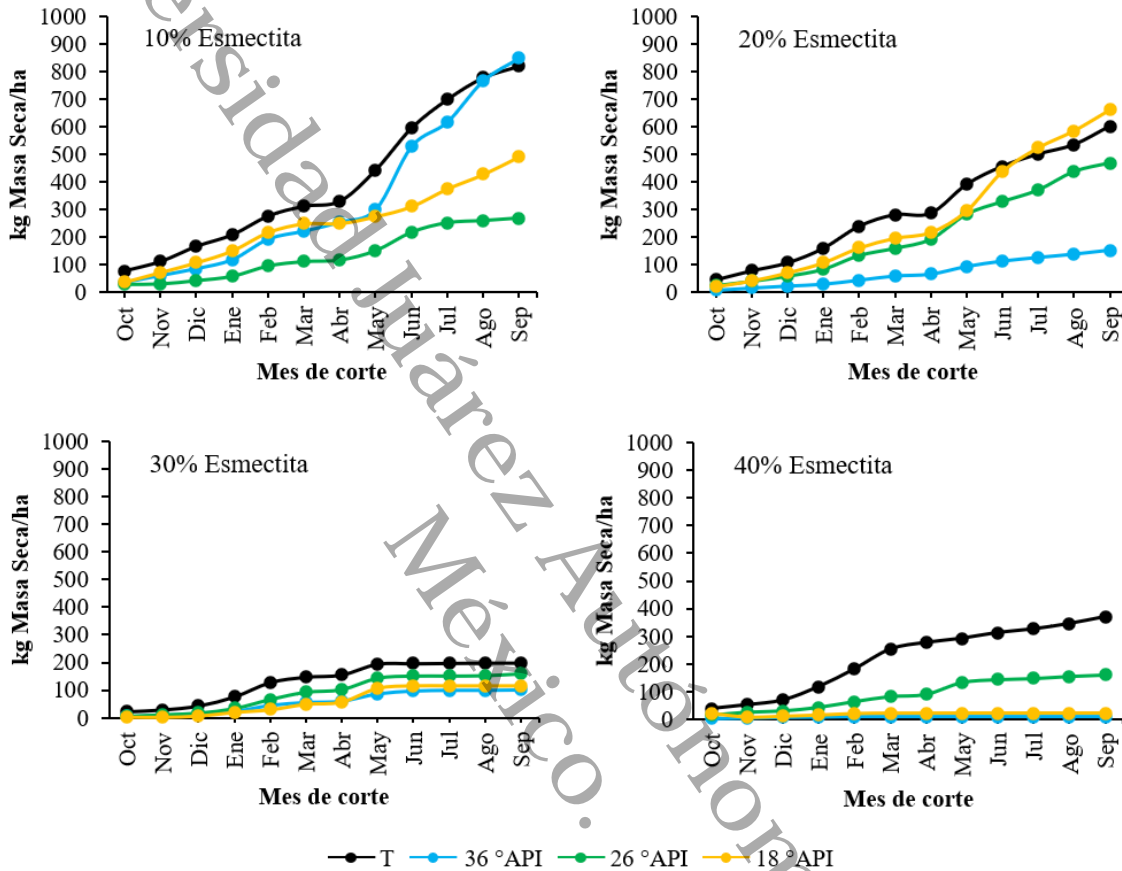 10% Esmectita
kg Masa Seca/ha
1000
900
800
700
600
500
400
300
200
100
0
Oct
Nov
Dic
Ene
Feb
Mar
Abr
May
Jun
Jul
Ago
Sep
Mes de corte
20% Esmectita
kg Masa Seca/ha
1000
900
800
700
600
500
400
300
200
100
0
Oct
Nov
Dic
Ene
Feb
Mar
Abr
May
Jun
Jul
Ago
Sep
Mes de corte
30% Esmectita
kg Masa Seca/ha
1000
900
800
700
600
500
400
300
200
100
0
Oct
Nov
Dic
Ene
Feb
Mar
Abr
May
Jun
Jul
Ago
Sep
Mes de corte
40% Esmectita
kg Masa Seca/ha
1000
900
800
700
600
500
400
300
200
100
0
Oct
Nov
Dic
Ene
Feb
Mar
Abr
May
Jun
Jul
Ago
Sep
Mes de corte
T 36 °API 26 °API 18 °API
ersidad Juárez Autónom
México.